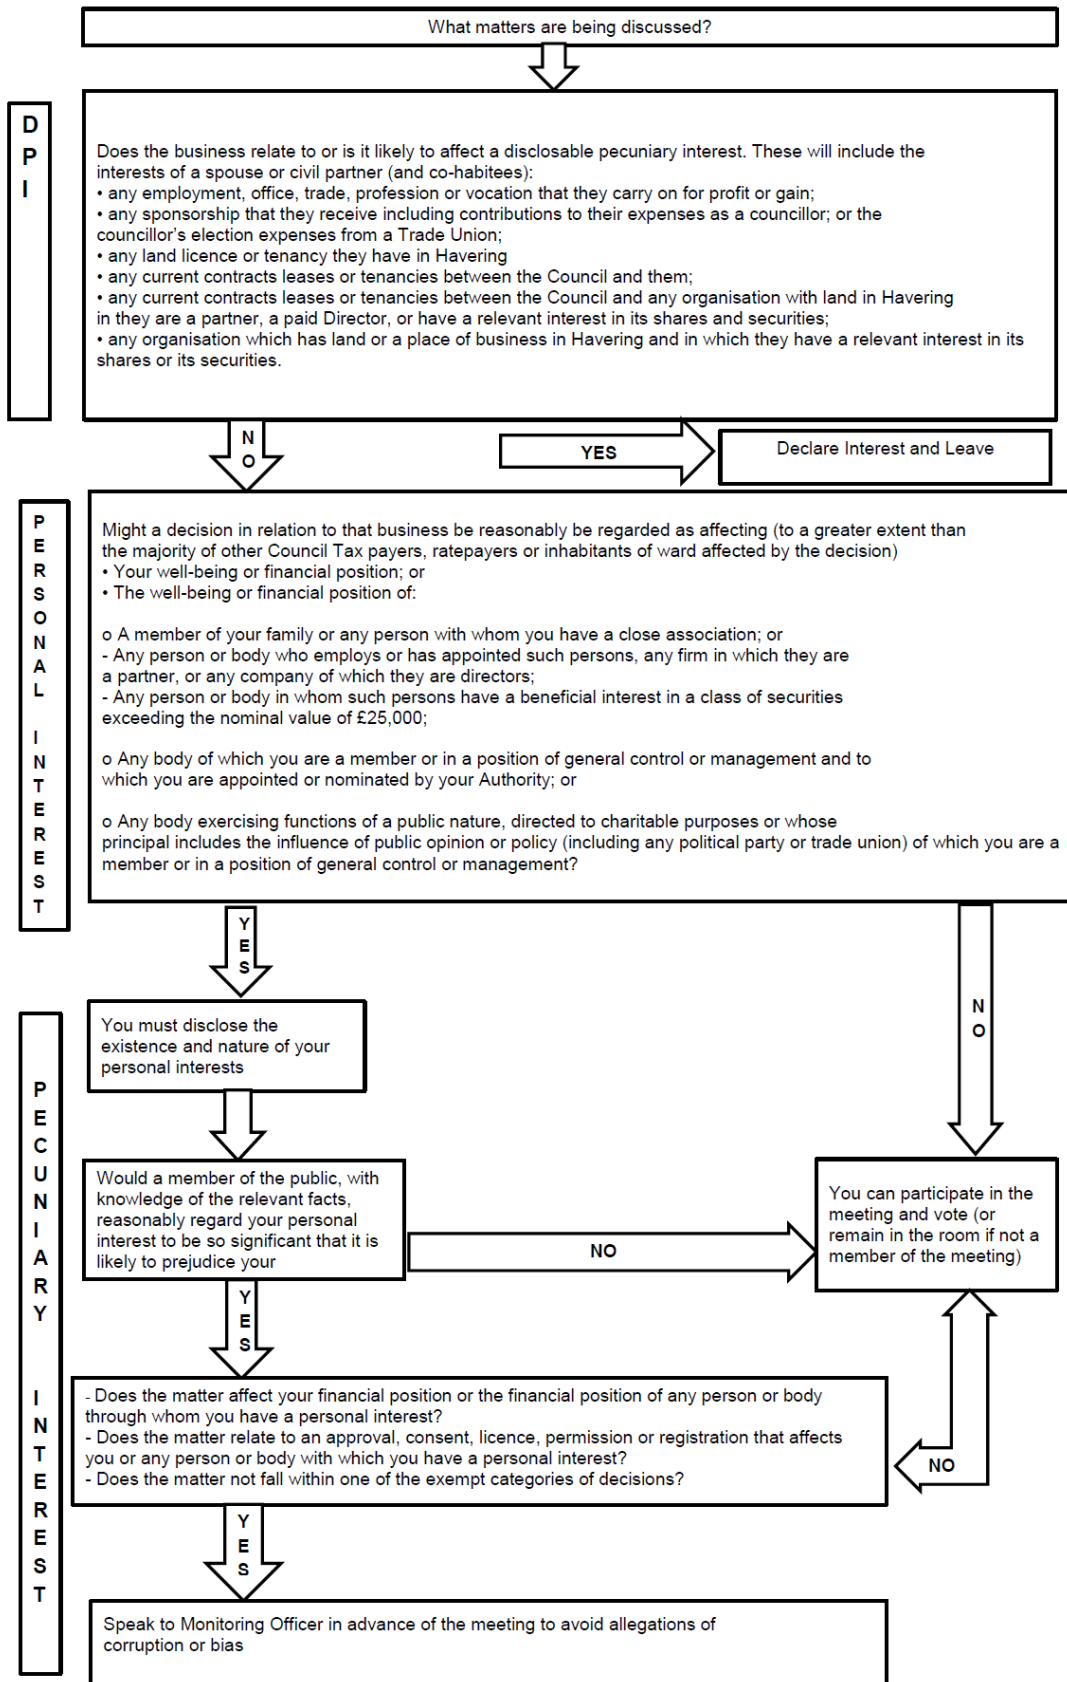 What matters are being discussed?
D
P
I
Does the business relate to or is it likely to affect a disclosable pecuniary interest. These will include the
interests of a spouse or civil partner (and co-habitees):
• any employment, office, trade, profession or vocation that they carry on for profit or gain;
• any sponsorship that they receive including contributions to their expenses as a councillor; or the
councillor's election expenses from a Trade Union;
• any land licence or tenancy they have in Havering
• any current contracts leases or tenancies between the Council and them;
• any current contracts leases or tenancies between the Council and any organisation with land in Havering
in they are a partner, a paid Director, or have a relevant interest in its shares and securities;
• any organisation which has land or a place of business in Havering and in which they have a relevant interest in its
shares or its securities.
N
O
YES
Declare Interest and Leave
P
E
R
S
O
N
A
L
I
N
T
E
R
E
S
T
Might a decision in relation to that business be reasonably be regarded as affecting (to a greater extent than
the majority of other Council Tax payers, ratepayers or inhabitants of ward affected by the decision)
• Your well-being or financial position; or
• The well-being or financial position of:
o A member of your family or any person with whom you have a close association; or
- Any person or body who employs or has appointed such persons, any firm in which they are
a partner, or any company of which they are directors;
- Any person or body in whom such persons have a beneficial interest in a class of securities
exceeding the nominal value of £25,000;
o Any body of which you are a member or in a position of general control or management and to
which you are appointed or nominated by your Authority; or
o Any body exercising functions of a public nature, directed to charitable purposes or whose
principal includes the influence of public opinion or policy (including any political party or trade union) of which you are a
member or in a position of general control or management?
Y
E
S
N
O
You must disclose the
existence and nature of your
personal interests
P
E
C
U
N
I
A
R
Y
I
N
T
E
R
E
S
T
Would a member of the public, with
knowledge of the relevant facts,
reasonably regard your personal
interest to be so significant that it is
likely to prejudice your
NO
You can participate in the
meeting and vote (or
remain in the room if not a
member of the meeting)
Y
E
S
- Does the matter affect your financial position or the financial position of any person or body
through whom you have a personal interest?
- Does the matter relate to an approval, consent, licence, permission or registration that affects
you or any person or body with which you have a personal interest?
- Does the matter not fall within one of the exempt categories of decisions?
NO
Y
E
S
Speak to Monitoring Officer in advance of the meeting to avoid allegations of
corruption or bias